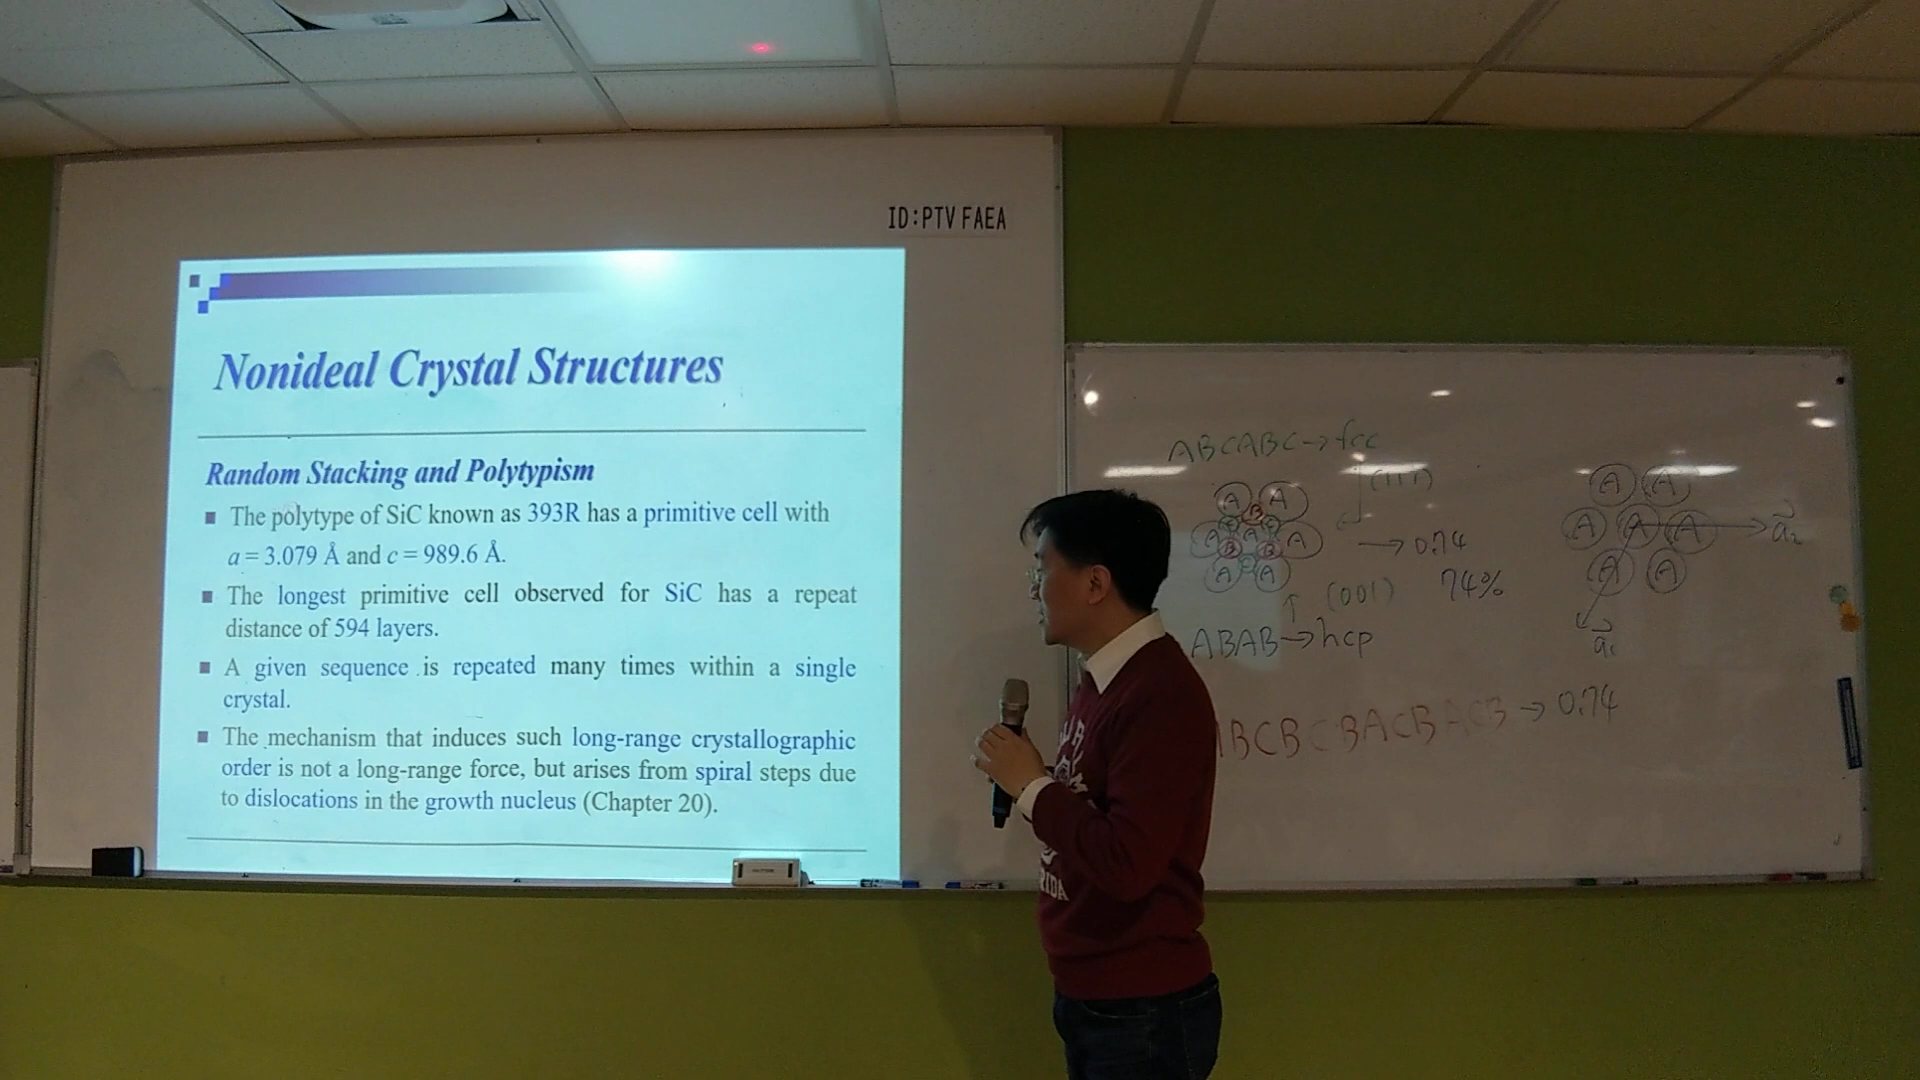 ID:PTV FAEA
Nonideal Crystal Structures
Random Stacking and Polytypism
The polytype of SiC known as 393R has a primitive cell with
a = 3.079 Å and c = 989.6 Å.
The longest primitive cell observed for SiC has a repeat
distance of 594 layers.
A given sequence is repeated many times within a single
crystal.
The mechanism that induces such long-range crystallographic
order is not a long-range force, but arises from spiral steps due
to dislocations in the growth nucleus (Chapter 20).
ABCABC→fcc
(111)
A A
B
A A A
B B
C
A A
→0.74
74%
(001)
ABAB→hcp
BCBCBACBACB→0.74
A A
A A A
A A
a₂
a₁